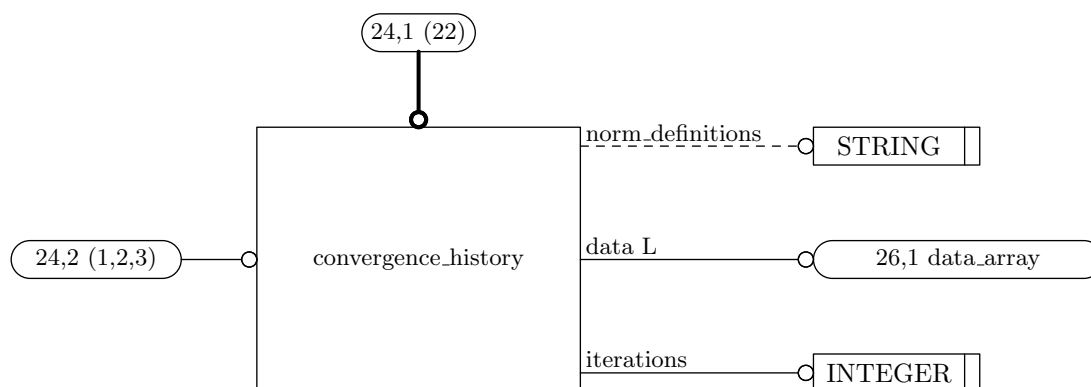 24,1 (22)
norm_definitions
STRING
24,2 (1,2,3)
convergence_history
data L
26,1 data_array
iterations
INTEGER